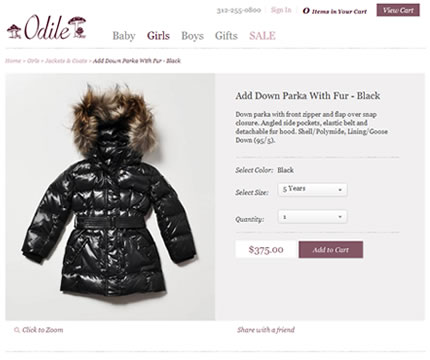 312-255-0800 Sign In 0 Items in Your Cart View Cart
Odile
Baby Girls Boys Gifts SALE
Home > Girls > Jackets & Coats > Add Down Parka With Fur - Black
Add Down Parka With Fur - Black
Down parka with front zipper and flap over snap
closure. Angled side pockets, elastic belt and
detachable fur hood. Shell/Polymide, Lining/Goose
Down (95/5).
Select Color: Black
Select Size: 5 Years
Quantity: 1
$375.00 Add to Cart
Click to Zoom
Share with a friend